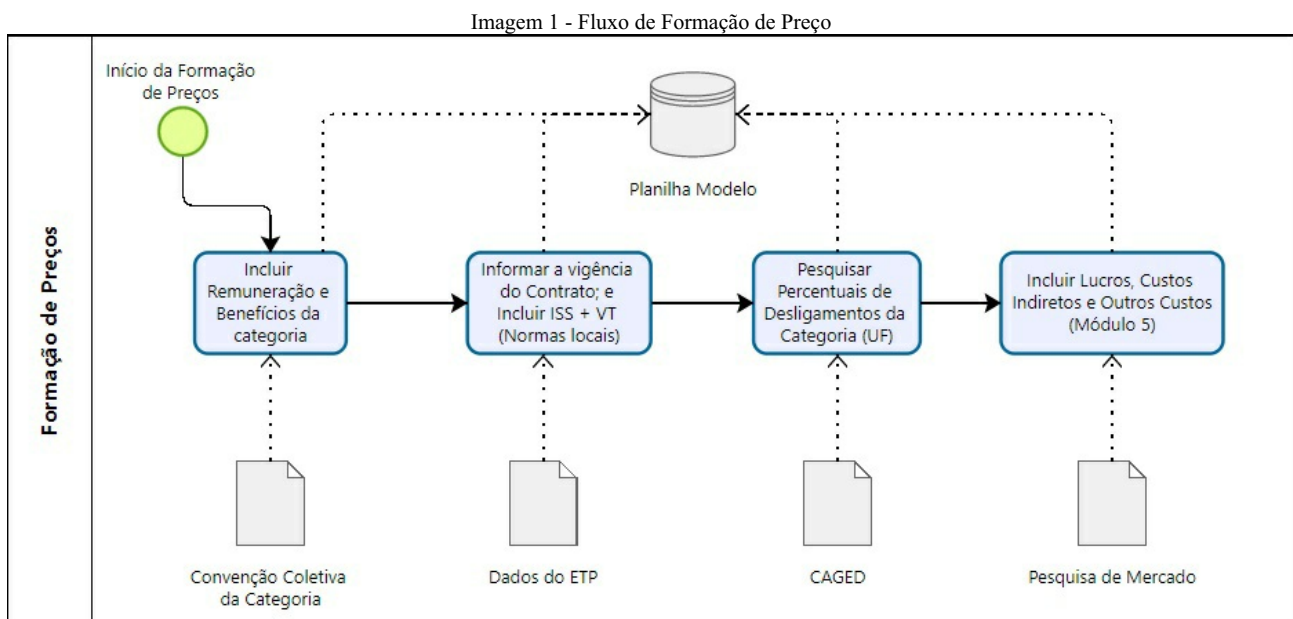 Imagem 1 - Fluxo de Formação de Preço
Formação de Preços
Início da Formação
de Preços
Planilha Modelo
Incluir
Remuneração e
Benefícios da
categoria
Informar a vigência
do Contrato; e
Incluir ISS + VT
(Normas locais)
Pesquisar
Percentuais de
Desligamentos da
Categoria (UF)
Incluir Lucros, Custos
Indiretos e Outros Custos
(Módulo 5)
Convenção Coletiva
da Categoria
Dados do ETP
CAGED
Pesquisa de Mercado